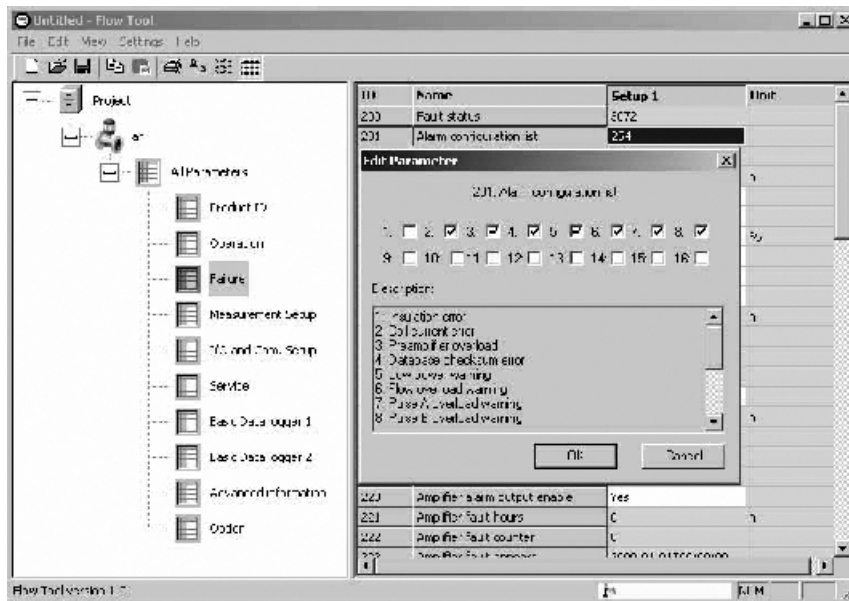 Untitled - Flow Tool
File Edit View Settings Help
Project
All Parameters
Product ID
Operation
Failure
Measurement Setup
I/O and Com. Setup
Service
Basic Datalogger 1
Basic Datalogger 2
Advanced information
Option
ID Name Setup 1 Unit
200 Fault status
201 Alarm configuration list 254
Edit Parameter
201. Alarm configuration list
1: 2: 3: 4: 5: 6: 7: 8:
9: 10: 11: 12: 13: 14: 15: 16:
Description:
1. Insulation error
2. Coil current error
3. Preamplifier overload
4. Database checksum error
5. Low power warning
6. Flow overload warning
7. Pulse A overload warning
8. Pulse B overload warning
OK Cancel
220 Amplifier alarm output enable Yes
221 Amplifier Fault hours 0 h
222 Amplifier Fault counter 0
Amplifier Fault appears
Flow Tool version
NUM